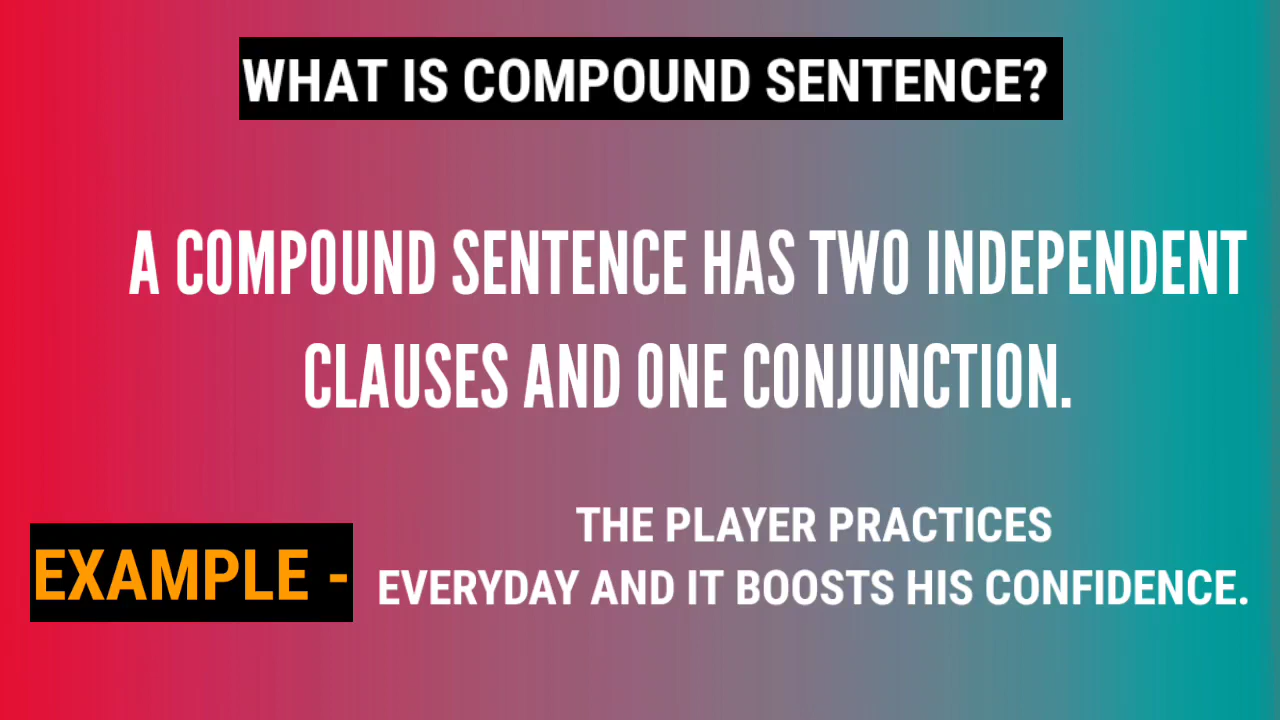 WHAT IS COMPOUND SENTENCE?
A COMPOUND SENTENCE HAS TWO INDEPENDENT
CLAUSES AND ONE CONJUNCTION.
EXAMPLE -
THE PLAYER PRACTICES
EVERYDAY AND IT BOOSTS HIS CONFIDENCE.